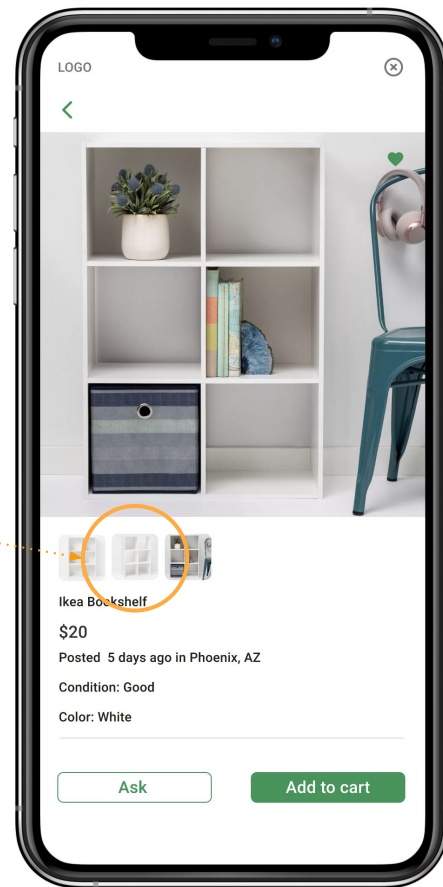 LOGO
Ikea Bookshelf
$20
Posted 5 days ago in Phoenix, AZ
Condition: Good
Color: White
Ask
Add to cart